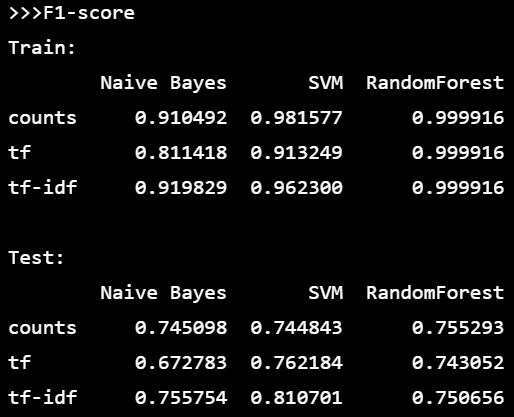 >>>F1-score
Train:
Naive Bayes SVM RandomForest
counts 0.910492 0.981577 0.999916
tf 0.811418 0.913249 0.999916
tf-idf 0.919829 0.962300 0.999916
Test:
Naive Bayes SVM RandomForest
counts 0.745098 0.744843 0.755293
tf 0.672783 0.762184 0.743052
tf-idf 0.755754 0.810701 0.750656